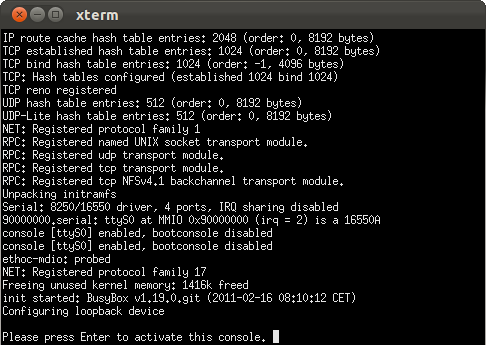 xterm
IP route cache hash table entries: 2048 (order: 0, 8192 bytes)
TCP established hash table entries: 1024 (order: 0, 8192 bytes)
TCP bind hash table entries: 1024 (order: -1, 4096 bytes)
TCP: Hash tables configured (established 1024 bind 1024)
TCP reno registered
UDP hash table entries: 512 (order: 0, 8192 bytes)
UDP-Lite hash table entries: 512 (order: 0, 8192 bytes)
NET: Registered protocol family 1
RPC: Registered named UNIX socket transport module.
RPC: Registered udp transport module.
RPC: Registered tcp transport module.
RPC: Registered tcp NFSv4.1 backchannel transport module.
Unpacking initramfs
Serial: 8250/16550 driver, 4 ports, IRQ sharing disabled
90000000.serial: ttyS0 at MMIO 0x90000000 (irq = 2) is a 16550A
console [ttyS0] enabled, bootconsole disabled
console [ttyS0] enabled, bootconsole disabled
ethoc-mdio: probed
NET: Registered protocol family 17
Freeing unused kernel memory: 1416k freed
init started: BusyBox v1.19.0.git (2011-02-16 08:10:12 CET)
Configuring loopback device
Please press Enter to activate this console.